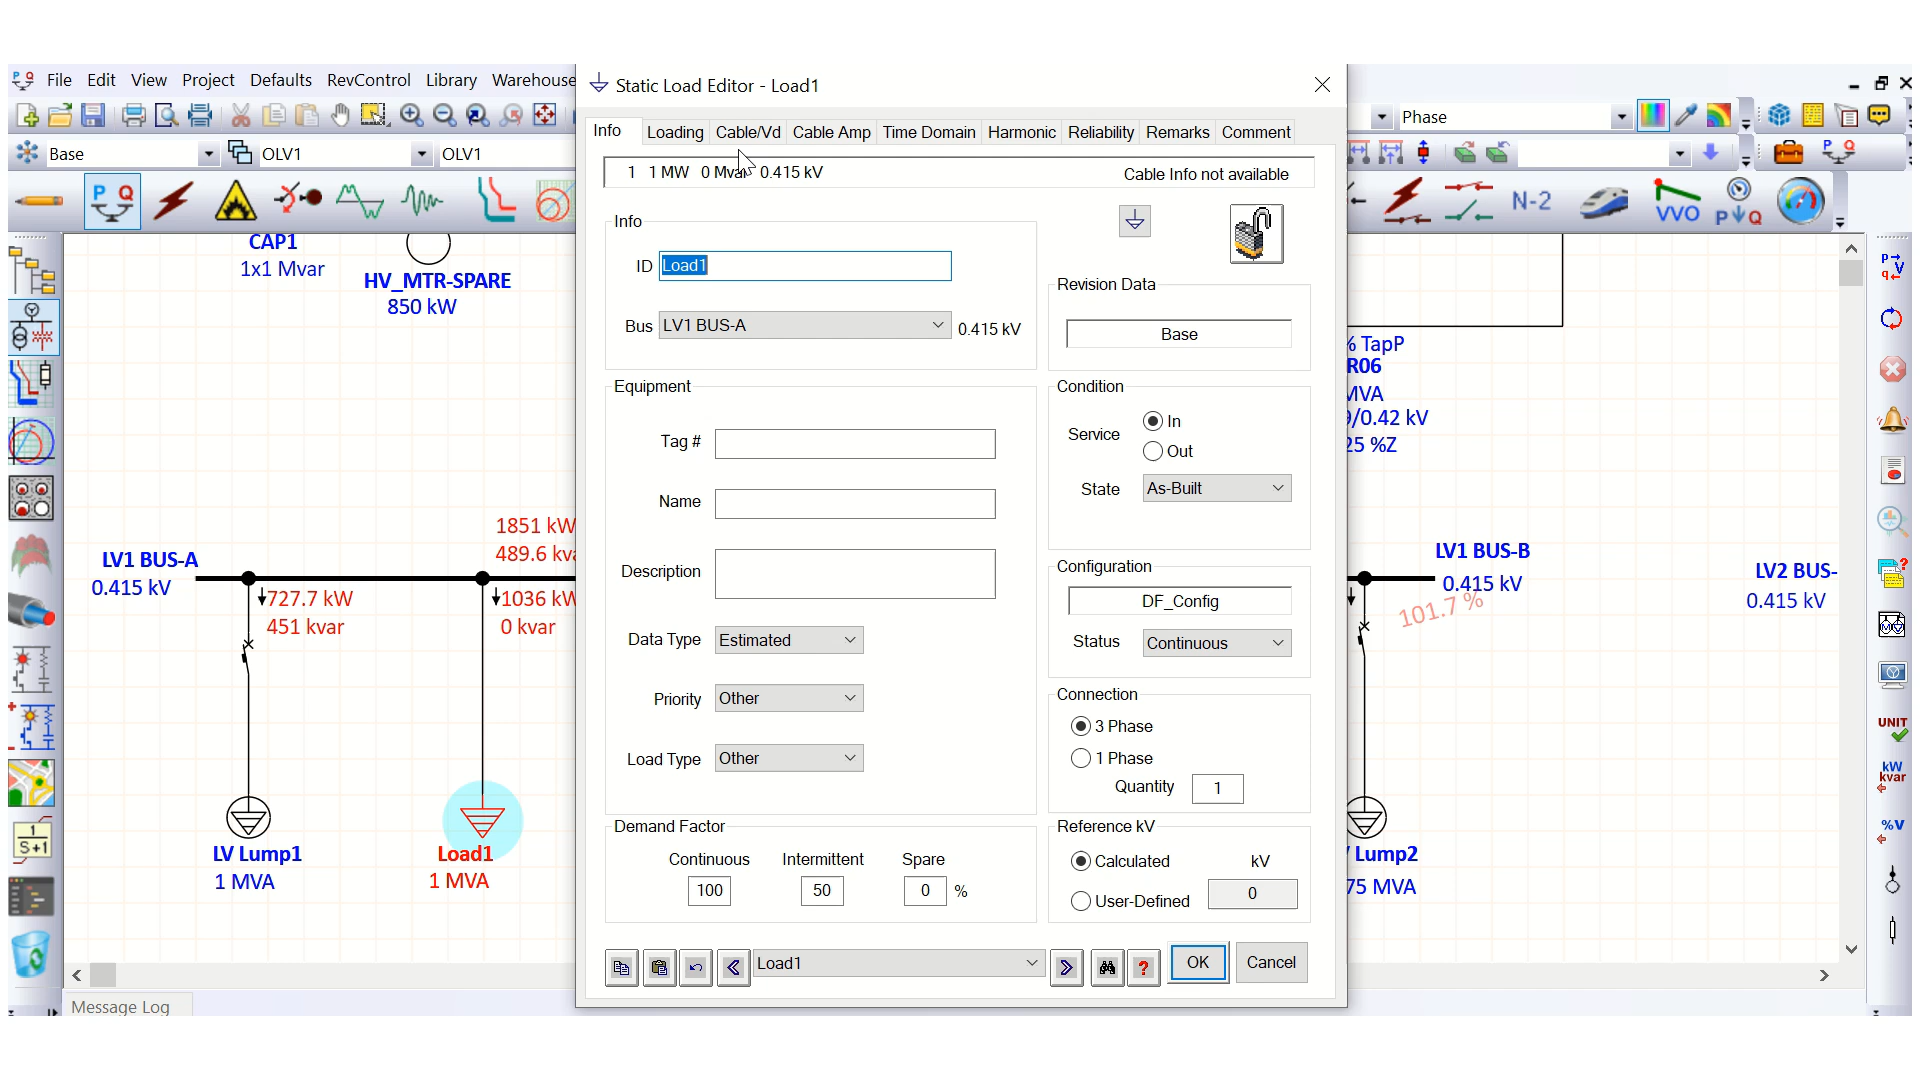 File Edit View Project Defaults RevControl Library Warehouse
Static Load Editor - Load1
Phase
Base
OLV1
OLV1
Info Loading Cable/Vd Cable Amp Time Domain Harmonic Reliability Remarks Comment
1 1 MW 0 Mvar 0.415 kV
Cable Info not available
N-2
VVO
CAP1
1x1 Mvar
HV_MTR-SPARE
850 kW
1851 kW
489.6 kva
LV1 BUS-A
0.415 kV
727.7 kW
451 kvar
1036 kW
0 kvar
LV Lump1
1 MVA
Load1
1 MVA
Message Log
Info
ID Load1
Bus LV1 BUS-A 0.415 kV
Equipment
Tag #
Name
Description
Data Type Estimated
Priority Other
Load Type Other
Demand Factor
Continuous Intermittent Spare
100 50 0 %
Revision Data
Base
Condition
Service In
Out
State As-Built
Configuration
DF_Config
Status Continuous
Connection
3 Phase
1 Phase
Quantity 1
Reference kV
Calculated kV
User-Defined 0
Load1
OK Cancel
% TapP
R06
MVA
/0.42 kV
25 %Z
LV1 BUS-B
0.415 kV
101.7 %
LV2 BUS-
0.415 kV
Lump2
75 MVA
UNIT
kW
kvar
%V
1
S+1